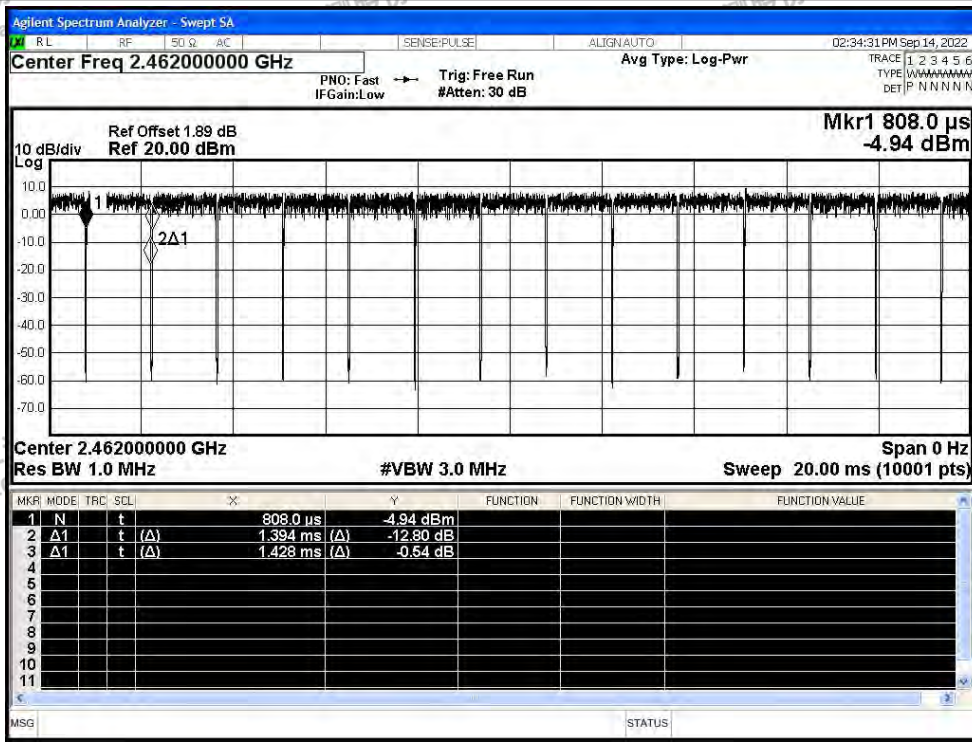 Agilent Spectrum Analyzer - Swept SA
RL RF 50 Ω AC SENSE:PULSE ALIGNAUTO 02:34:31 PM Sep 14, 2022
Center Freq 2.462000000 GHz
PNO: Fast
IFGain:Low
Trig: Free Run
#Atten: 30 dB
Avg Type: Log-Pwr
TRACE 1 2 3 4 5 6
TYPE WWWWWW
DET P N N N N N
Ref Offset 1.89 dB
10 dB/div Ref 20.00 dBm
Log
Mkr1 808.0 µs
-4.94 dBm
10.0
0.00
-10.0
-20.0
-30.0
-40.0
-50.0
-60.0
-70.0
1
2Δ1
Center 2.462000000 GHz Span 0 Hz
Res BW 1.0 MHz #VBW 3.0 MHz Sweep 20.00 ms (10001 pts)
MKR MODE TRC SCL X Y FUNCTION FUNCTION WIDTH FUNCTION VALUE
1 N t 808.0 µs -4.94 dBm
2 Δ1 t (Δ) 1.394 ms (Δ) -12.80 dB
3 Δ1 t (Δ) 1.428 ms (Δ) -0.54 dB
4
5
6
7
8
9
10
11
MSG STATUS